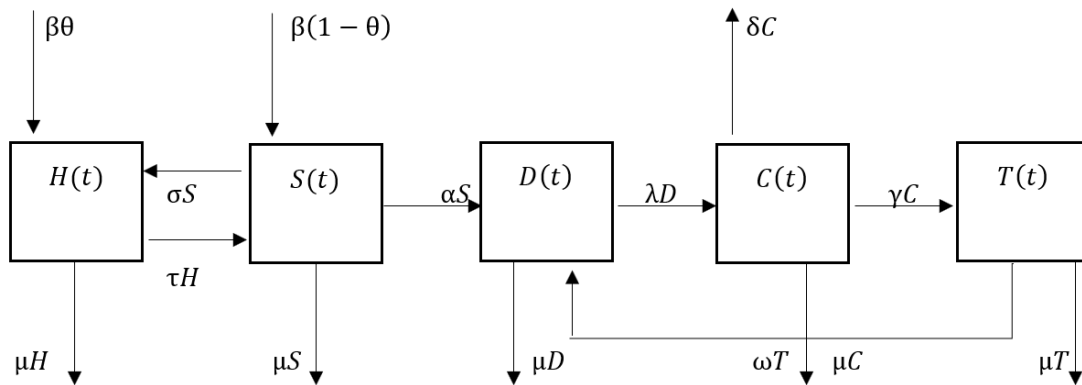 βθ
β(1 − θ)
δC
H(t)
S(t)
D(t)
C(t)
T(t)
σS
αS
λD
γC
τH
μH
μS
μD
ωT
μC
μT